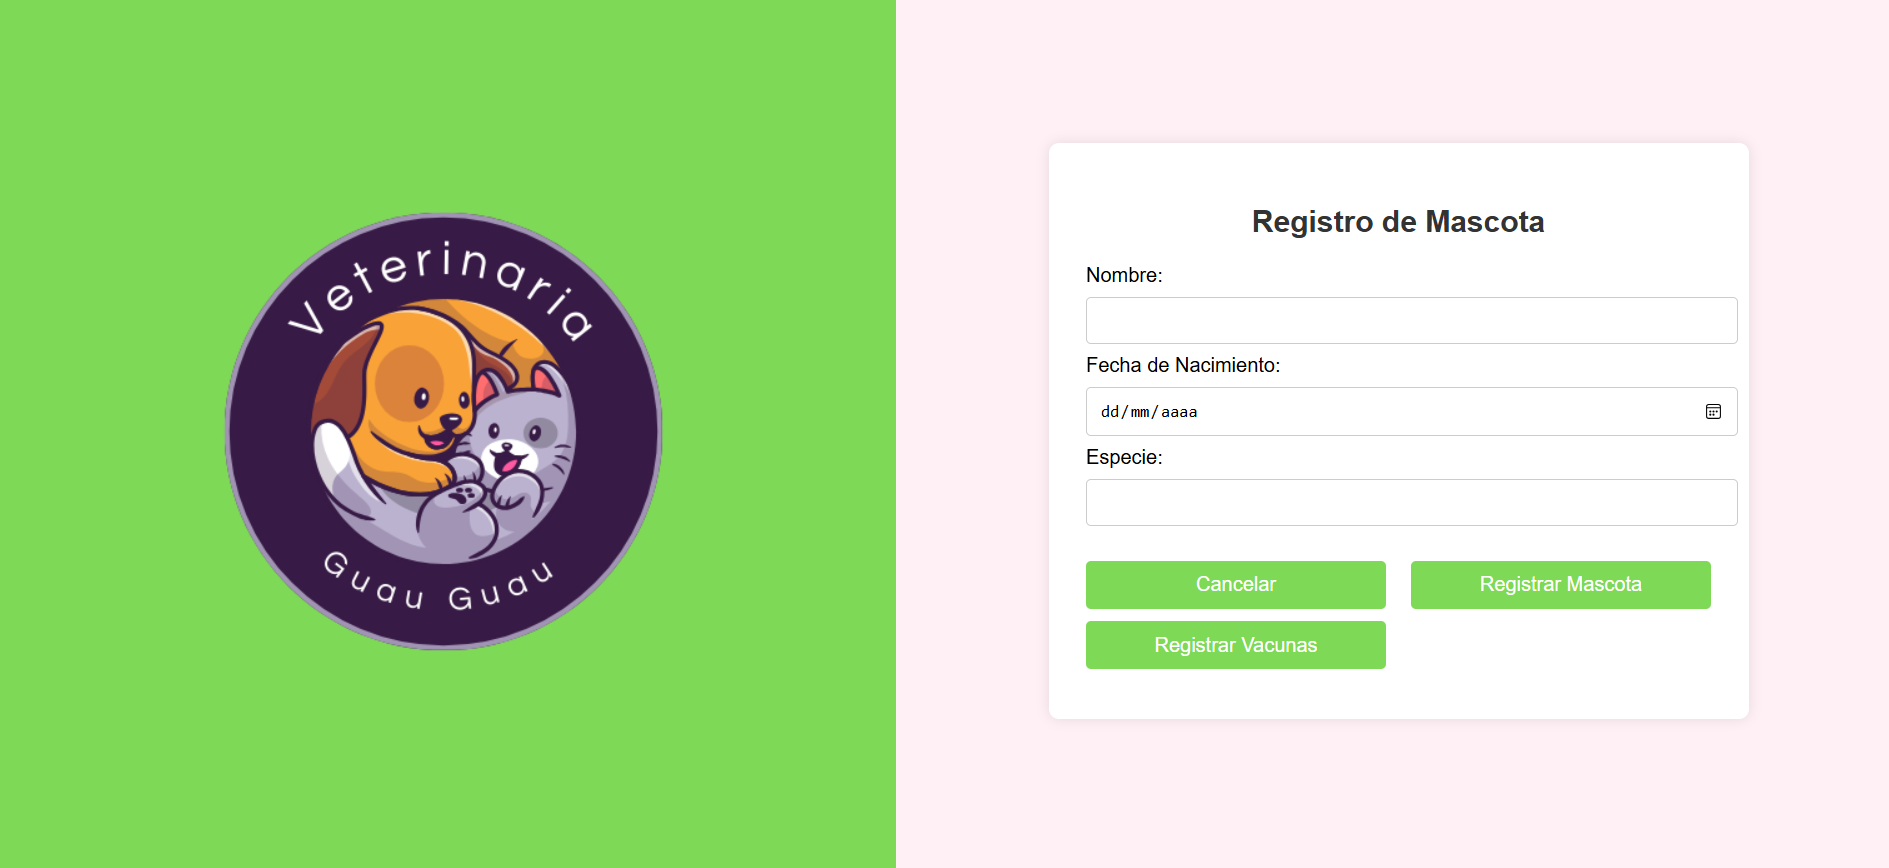 Veterinaria
Guau Guau
Registro de Mascota
Nombre:
Fecha de Nacimiento:
dd/mm/aaaa
Especie:
Cancelar
Registrar Mascota
Registrar Vacunas